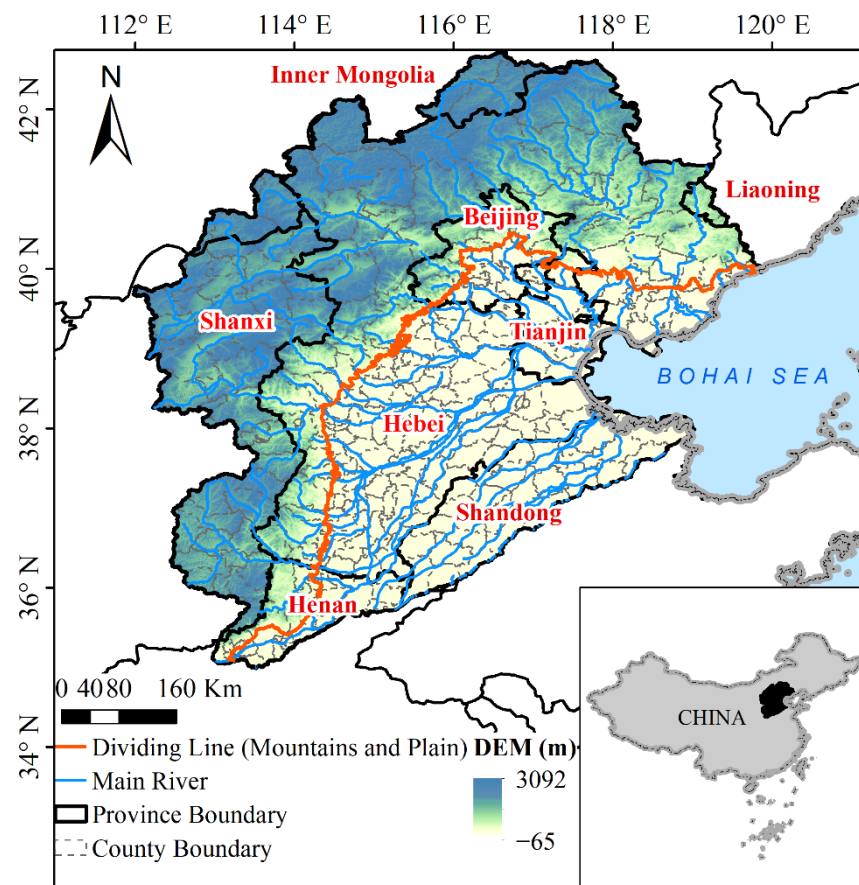 112° E 114° E 116° E 118° E 120° E
N
Inner Mongolia
42° N
Liaoning
Beijing
40° N
Shanxi
Tianjin
BOHAI SEA
Hebei
38° N
Shandong
36° N
Henan
0 40 80 160 Km
CHINA
34° N
Dividing Line (Mountains and Plain) DEM (m)
Main River
3092
Province Boundary
County Boundary
−65